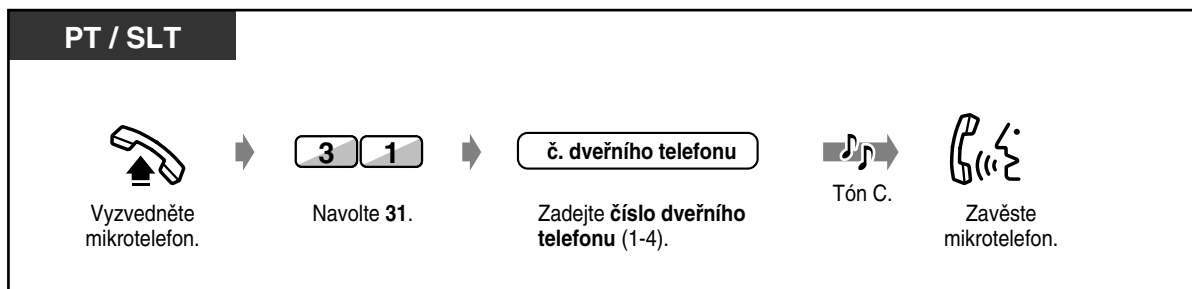 PT / SLT
3 1
č. dveřního telefonu
Tón C.
Vyzvedněte
mikrotelefon.
Navolte 31.
Zadejte číslo dveřního
telefonu (1-4).
Zavěste
mikrotelefon.